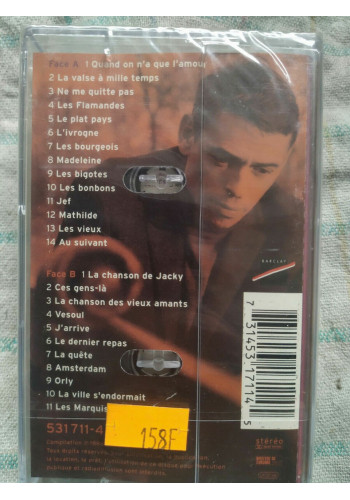 Face A 1 Quand on n'a que l'amour
2 La valse à mille temps
3 Ne me quitte pas
4 Les Flamandes
5 Le plat pays
6 L'ivrogne
7 Les bourgeois
8 Madeleine
9 Les bigotes
10 Les bonbons
11 Jef
12 Mathilde
13 Les vieux
14 Au suivant
BARCLAY
Face B 1 La chanson de Jacky
2 Ces gens-là
3 La chanson des vieux amants
4 Vesoul
5 J'arrive
6 Le dernier repas
7 La quête
8 Amsterdam
9 Orly
10 La ville s'endormait
11 Les Marquis
531 711-4
158F
7 31453 17114 5
stéréo